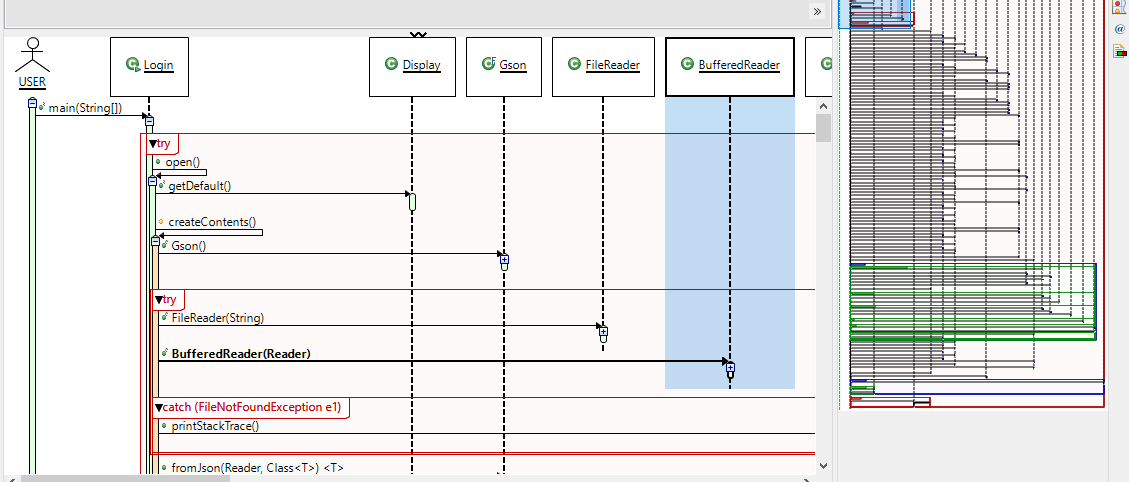 »
USER
Login
Display
Gson
FileReader
BufferedReader
main(String[])
try
open()
getDefault()
createContents()
Gson()
try
FileReader(String)
BufferedReader(Reader)
catch (FileNotFoundException e1)
printStackTrace()
fromJson(Reader, Class<T>) <T>